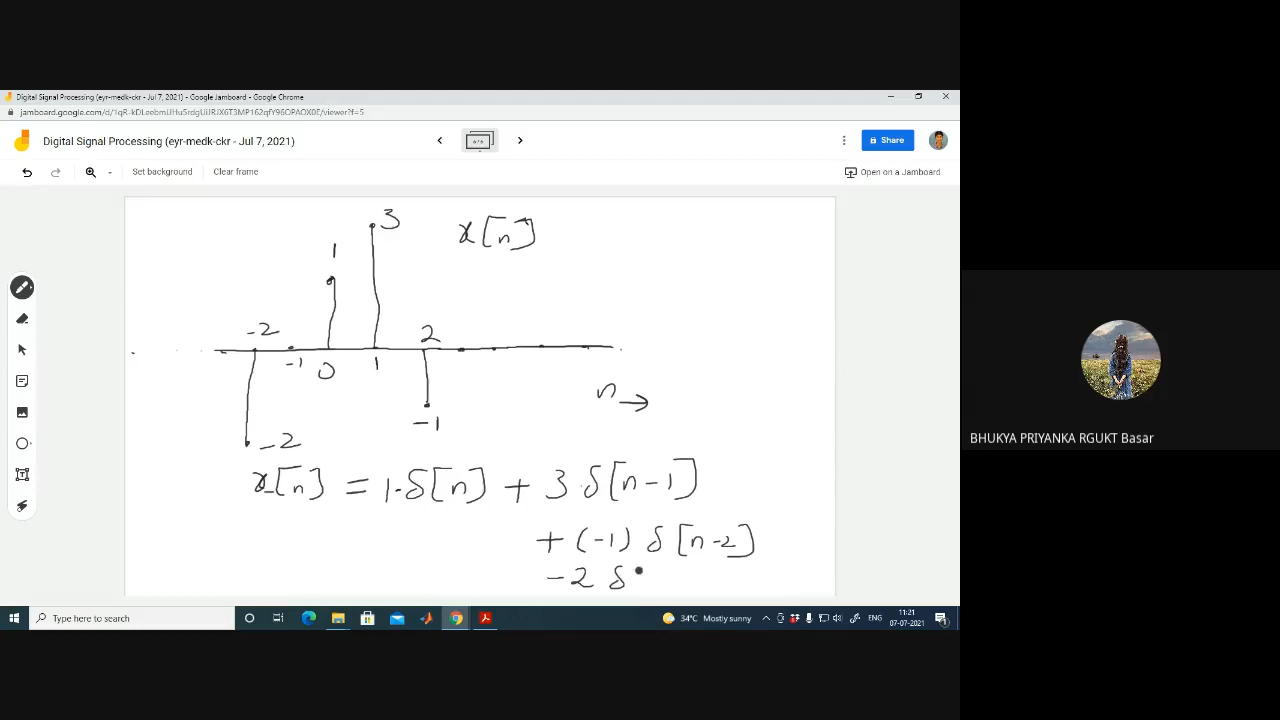 Digital Signal Processing (eyr-medk-ckr - Jul 7, 2021) - Google Jamboard - Google Chrome
Digital Signal Processing (eyr-medk-ckr - Jul 7, 2021)
6 / 6
Share
Set background
Clear frame
Open on a Jamboard
3
x[n]
1
-2
2
-1
0
1
n →
-1
-2
x[n] = 1.δ[n] + 3.δ[n-1]
+ (-1) δ [n-2]
-2 δ
BHUKYA PRIYANKA RGUKT Basar
Type here to search
34°C Mostly sunny
ENG
11:21
07-07-2021